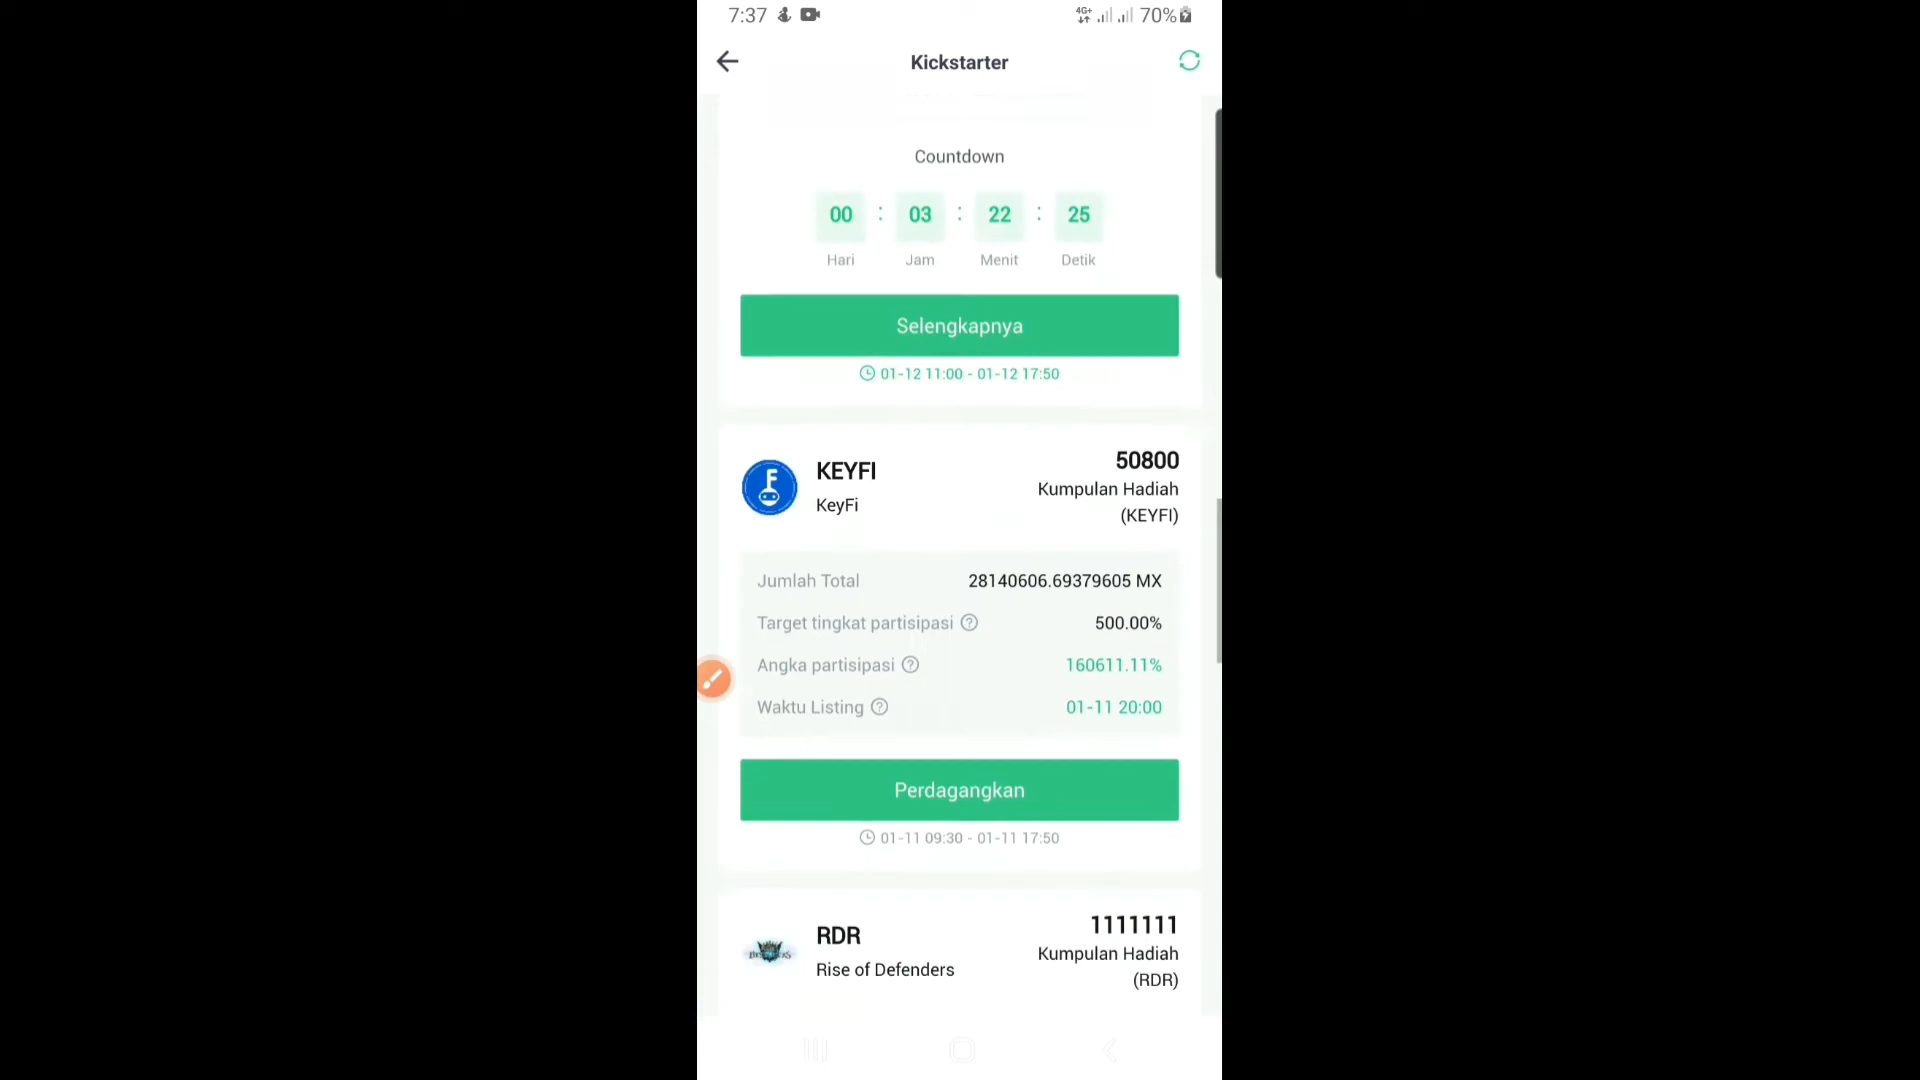 7:37
4G+ 70%
Kickstarter
Countdown
00 : 03 : 22 : 25
Hari Jam Menit Detik
Selengkapnya
01-12 11:00 - 01-12 17:50
KEYFI
KeyFi
50800
Kumpulan Hadiah
(KEYFI)
Jumlah Total 28140606.69379605 MX
Target tingkat partisipasi ? 500.00%
Angka partisipasi ? 160611.11%
Waktu Listing ? 01-11 20:00
Perdagangkan
01-11 09:30 - 01-11 17:50
RDR
Rise of Defenders
1111111
Kumpulan Hadiah
(RDR)